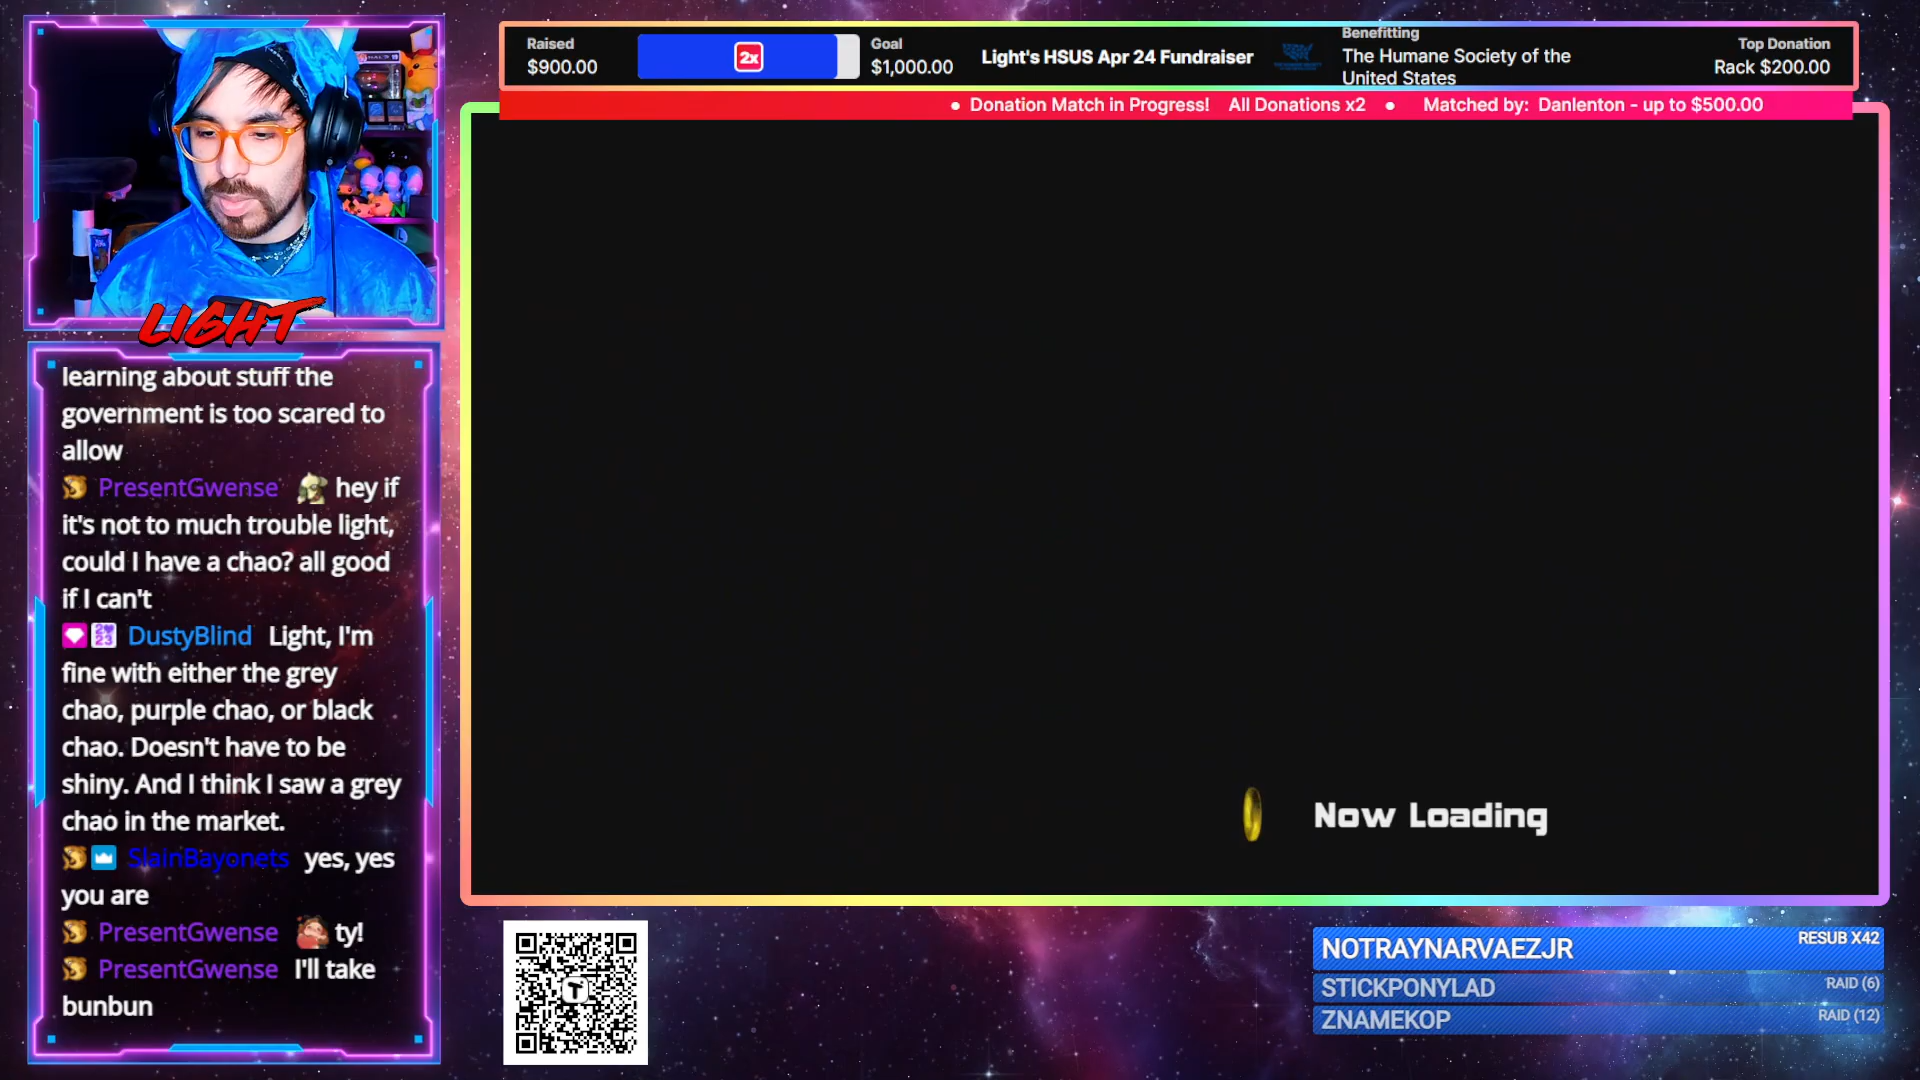 Raised
$900.00
2x
Goal
$1,000.00
Light's HSUS Apr 24 Fundraiser
Benefitting
The Humane Society of the
United States
Top Donation
Rack $200.00
• Donation Match in Progress! All Donations x2 • Matched by: Danlenton - up to $500.00
LIGHT
learning about stuff the
government is too scared to
allow
PresentGwense hey if
it's not to much trouble light,
could I have a chao? all good
if I can't
DustyBlind Light, I'm
fine with either the grey
chao, purple chao, or black
chao. Doesn't have to be
shiny. And I think I saw a grey
chao in the market.
SlainBayonets yes, yes
you are
PresentGwense ty!
PresentGwense I'll take
bunbun
Now Loading
T
NOTRAYNARVAEZJR RESUB X42
STICKPONYLAD RAID (6)
ZNAMEKOP RAID (12)